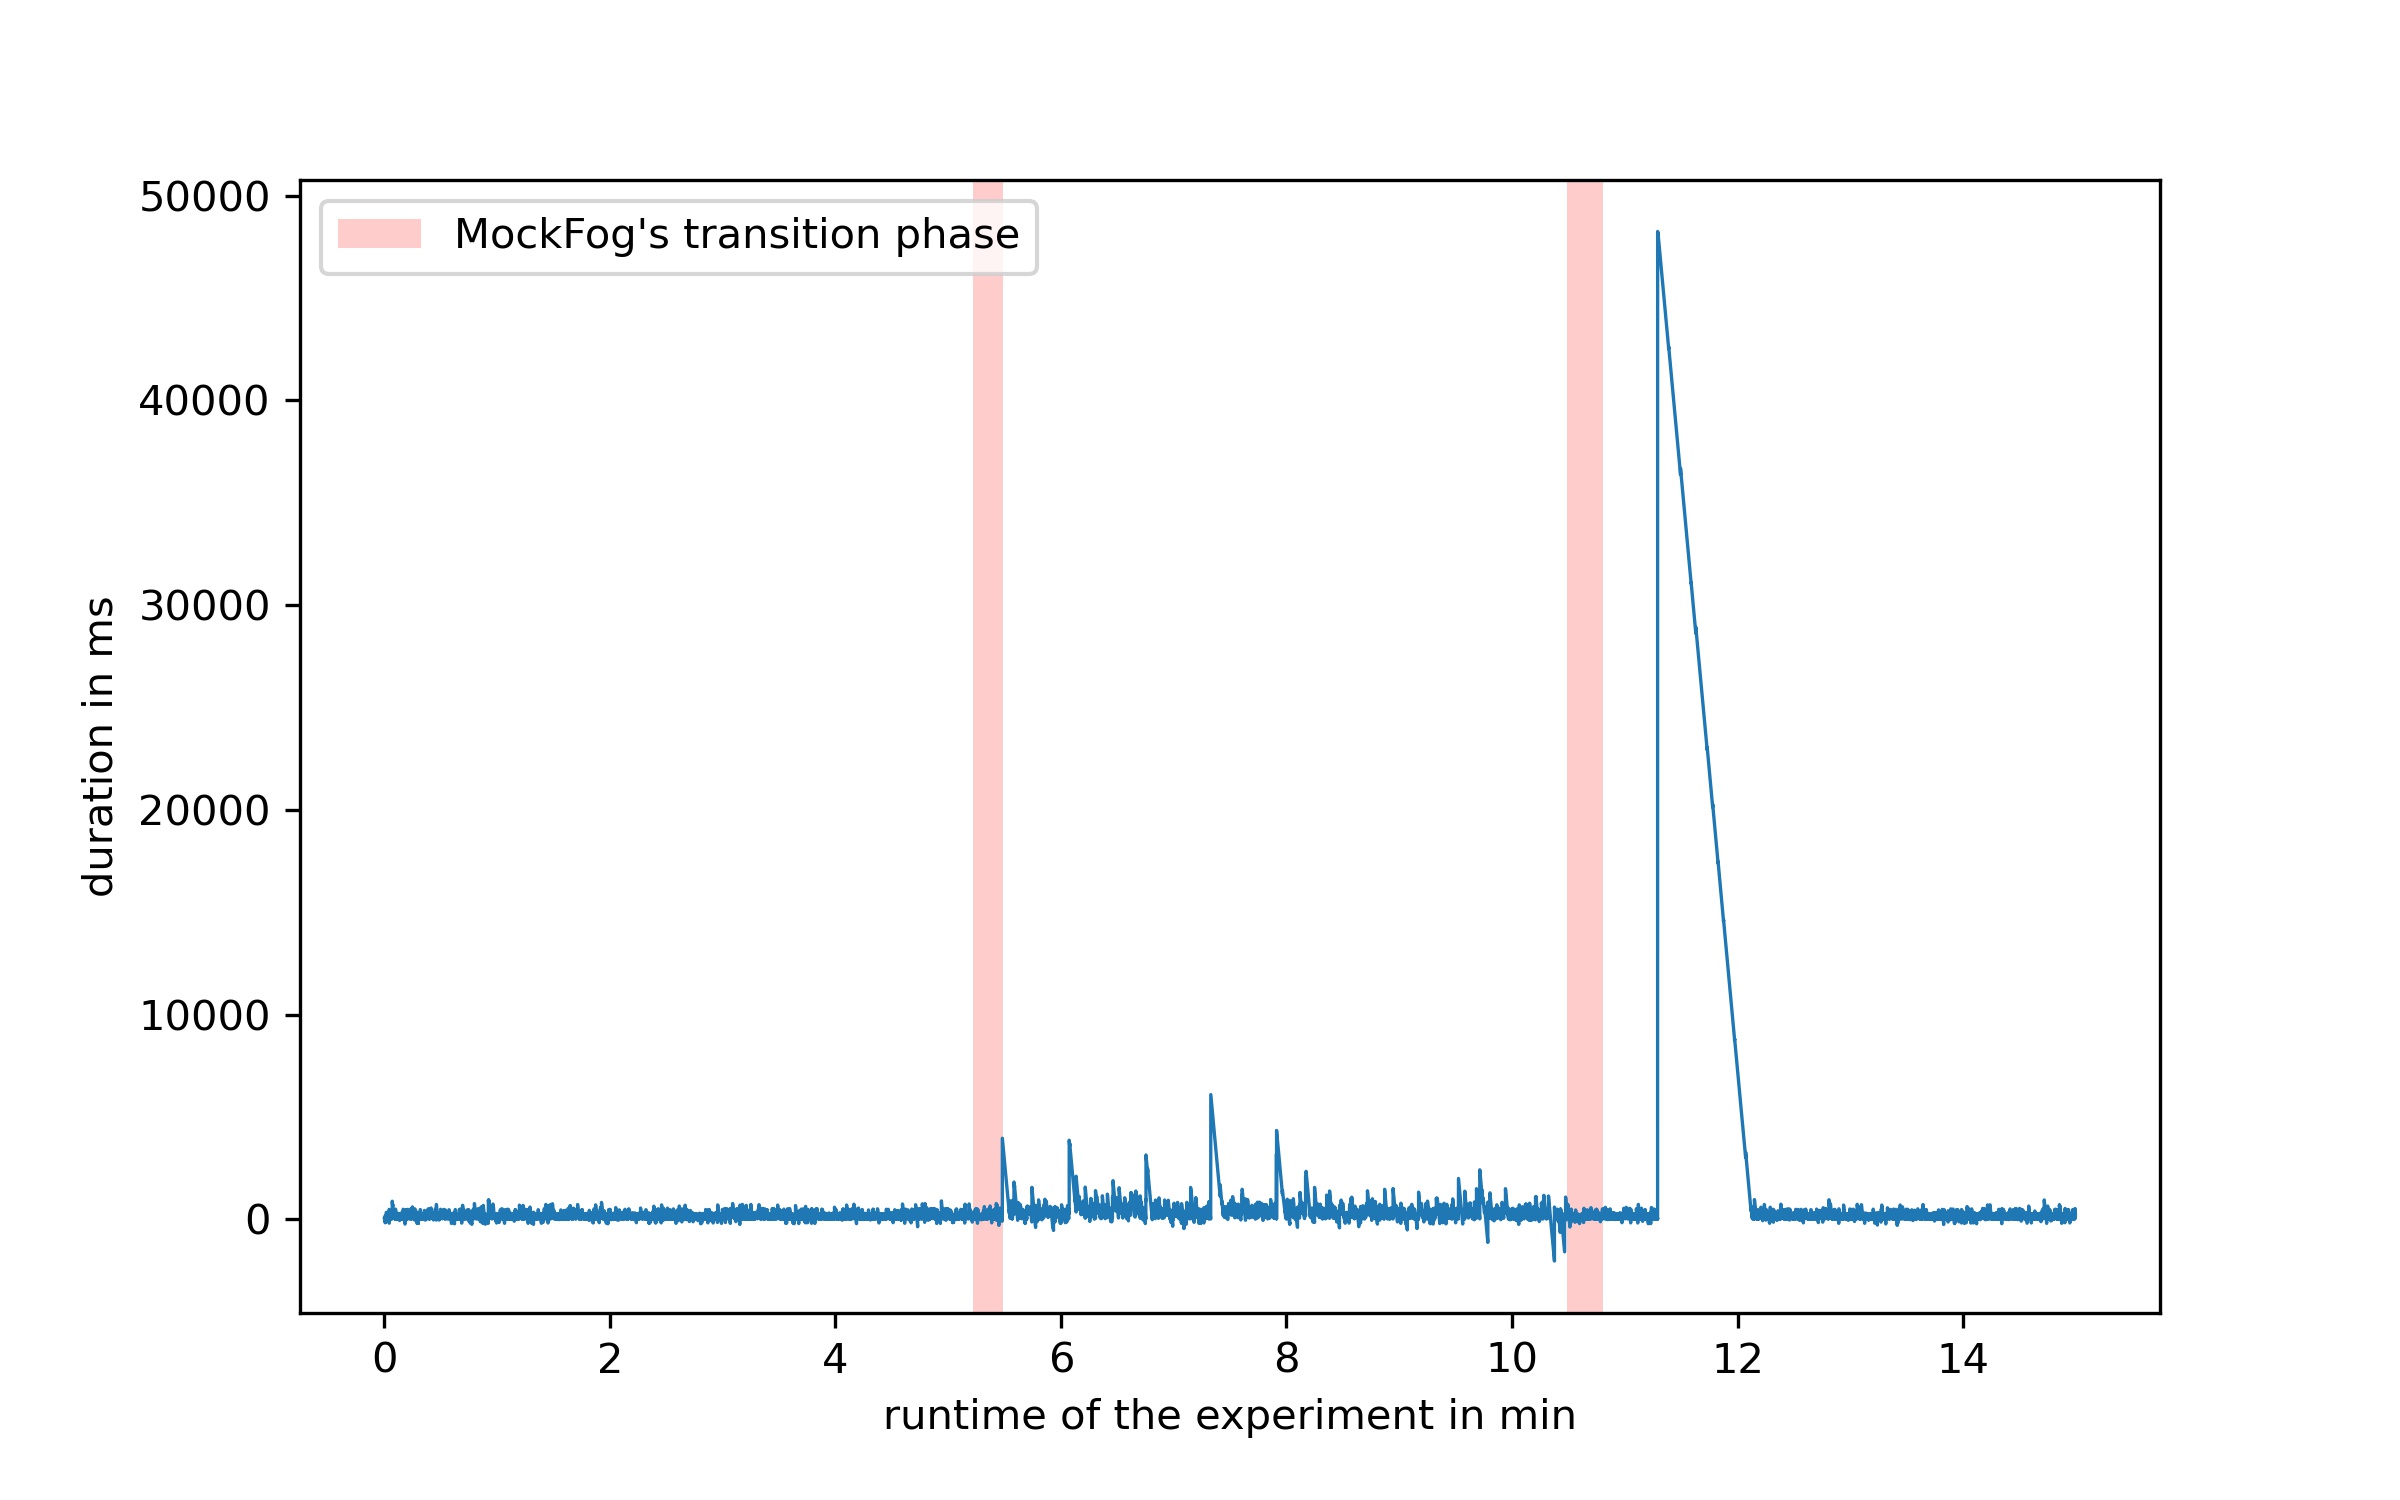 MockFog's transition phase
50000
40000
30000
20000
10000
0
duration in ms
0 2 4 6 8 10 12 14
runtime of the experiment in min